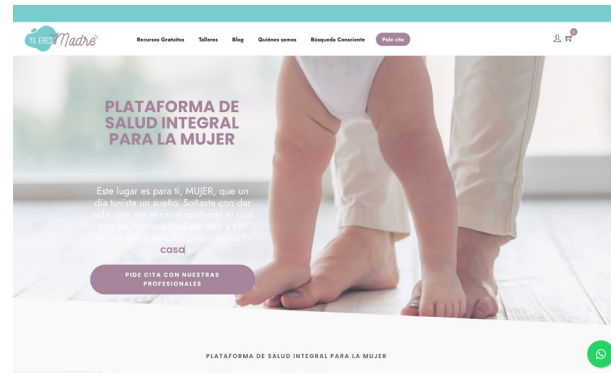 YA ERES Madre
Recursos Gratuitos Talleres Blog Quiénes somos Búsqueda Consciente Pide cita
0
PLATAFORMA DE
SALUD INTEGRAL
PARA LA MUJER
Este lugar es para ti, MUJER, que un
día tuviste un sueño. Soñaste con dar
vida, con ser el canal mediante el cual
casa
PIDE CITA CON NUESTRAS
PROFESIONALES
PLATAFORMA DE SALUD INTEGRAL PARA LA MUJER